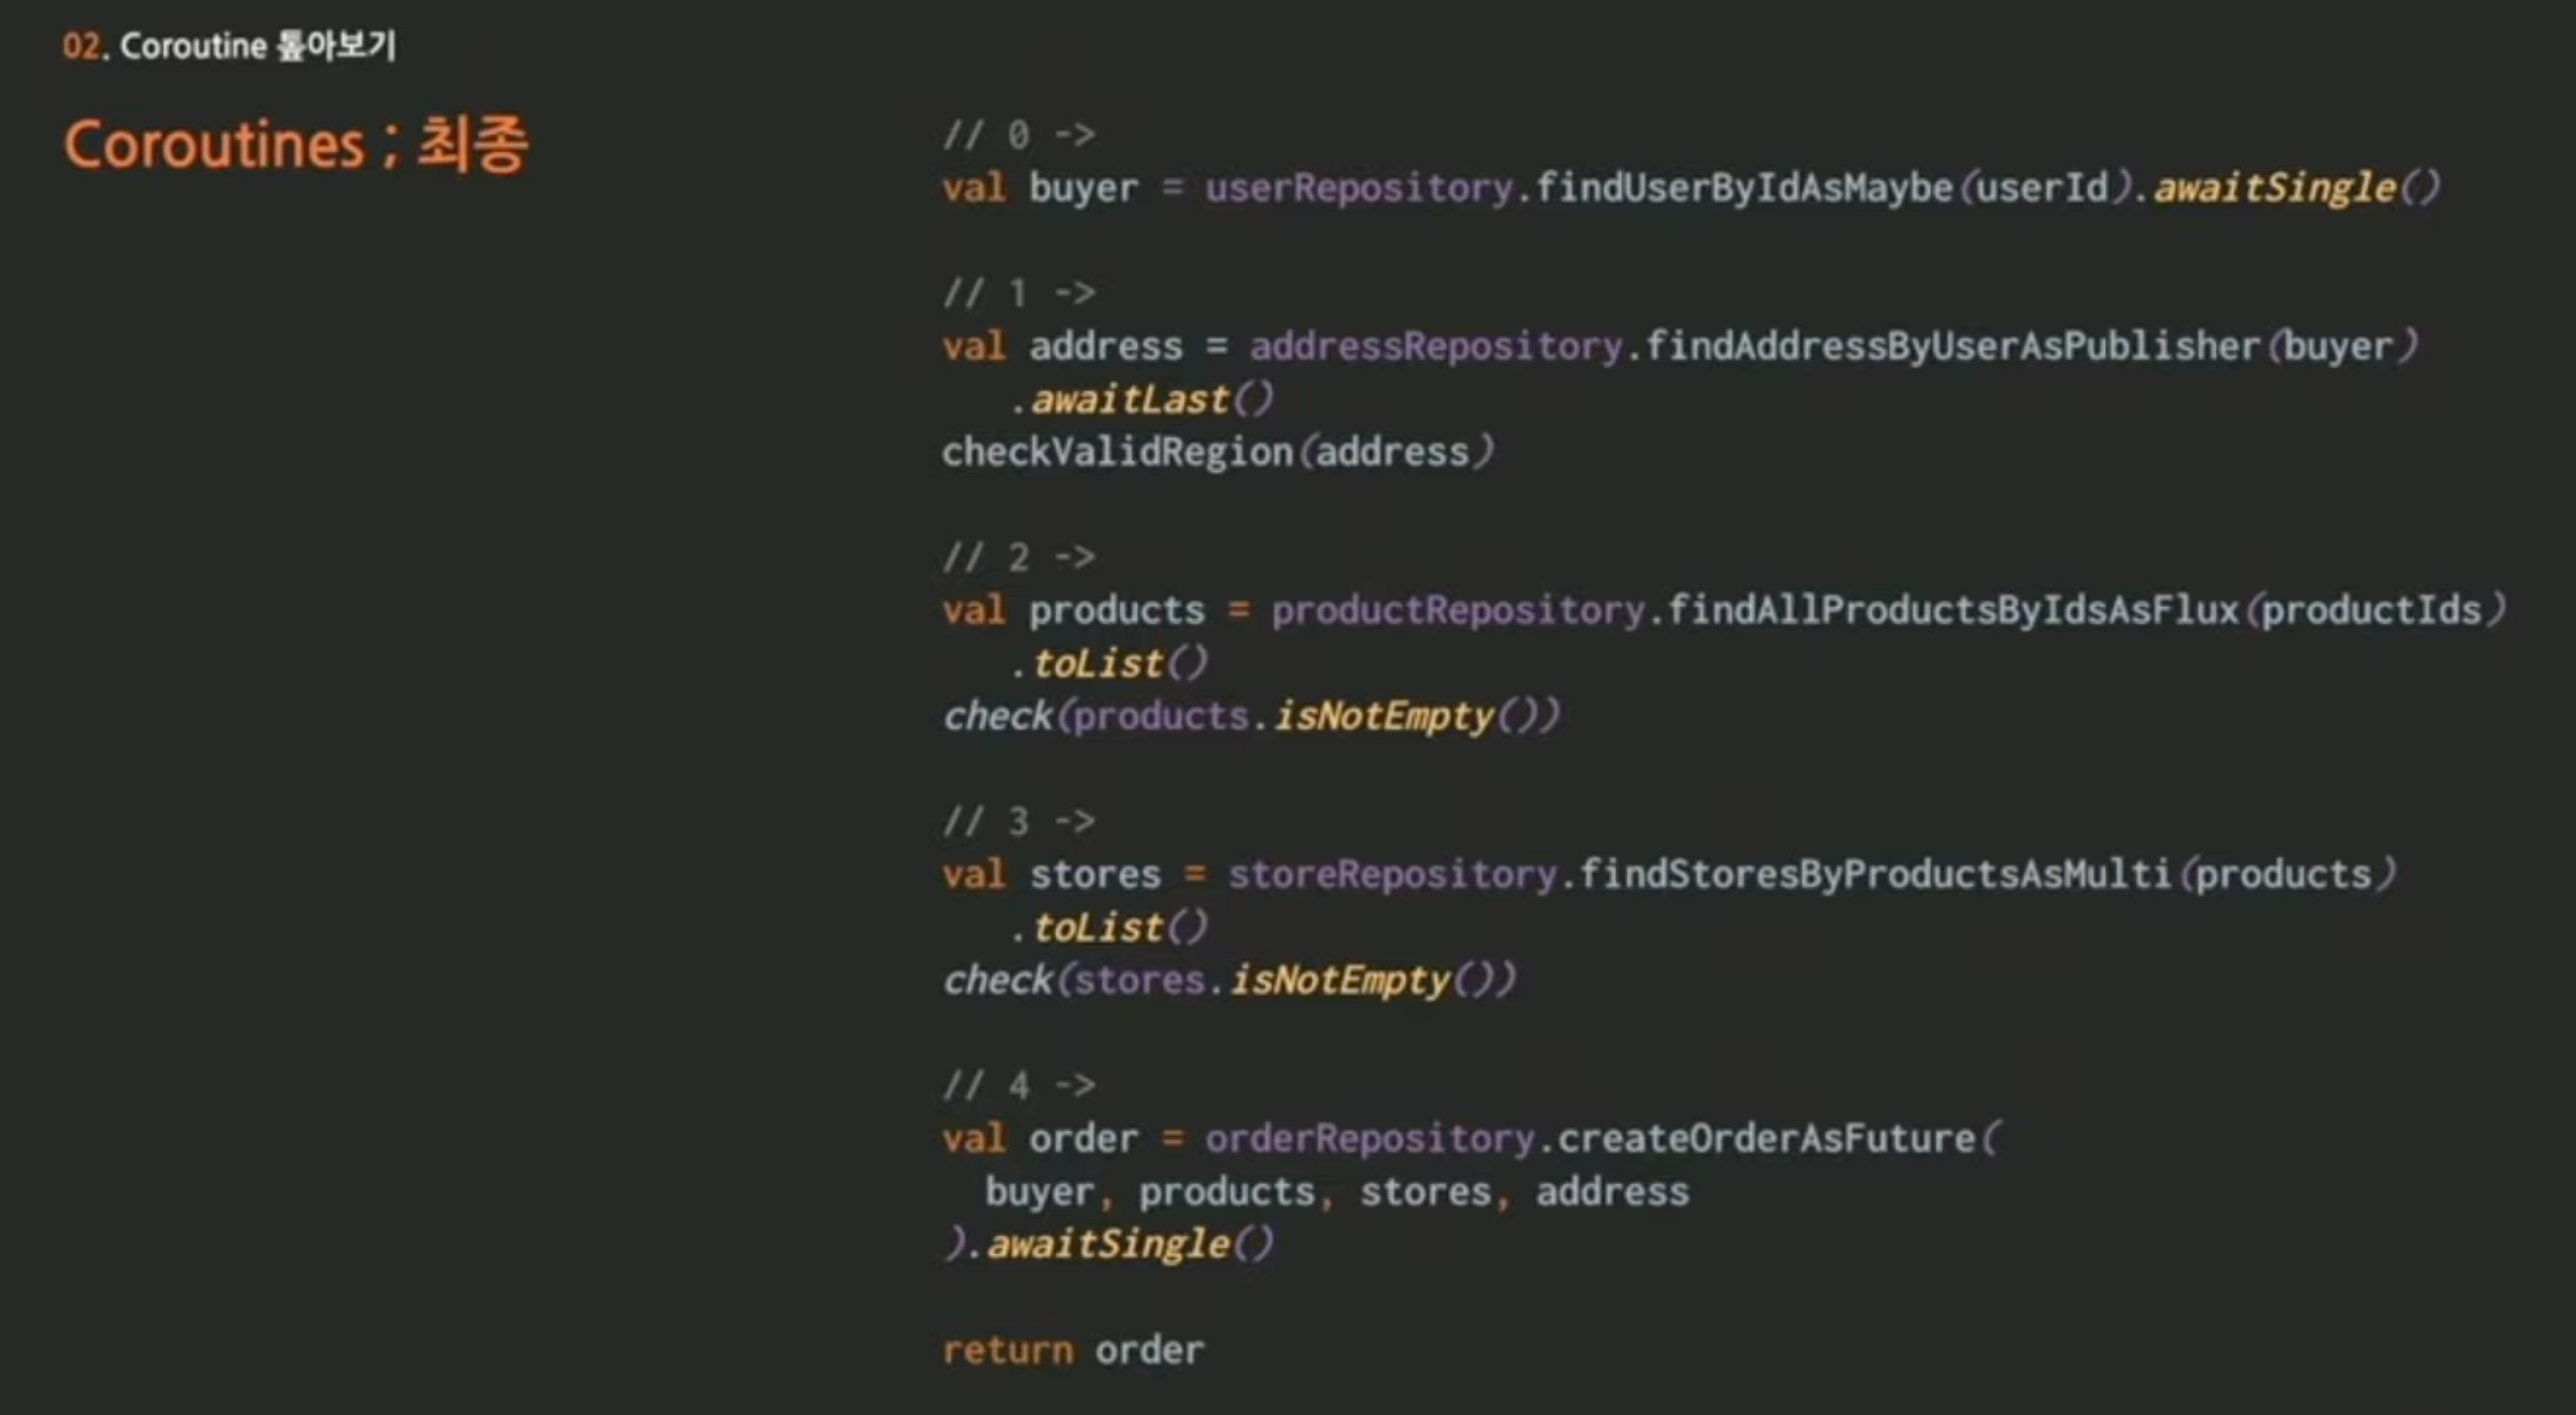 02. Coroutine 톺아보기
Coroutines ; 최종
// 0 ->
val buyer = userRepository.findUserByIdAsMaybe(userId).awaitSingle()
// 1 ->
val address = addressRepository.findAddressByUserAsPublisher(buyer)
.awaitLast()
checkValidRegion(address)
// 2 ->
val products = productRepository.findAllProductsByIdsAsFlux(productIds)
.toList()
check(products.isNotEmpty())
// 3 ->
val stores = storeRepository.findStoresByProductsAsMulti(products)
.toList()
check(stores.isNotEmpty())
// 4 ->
val order = orderRepository.createOrderAsFuture(
buyer, products, stores, address
).awaitSingle()
return order